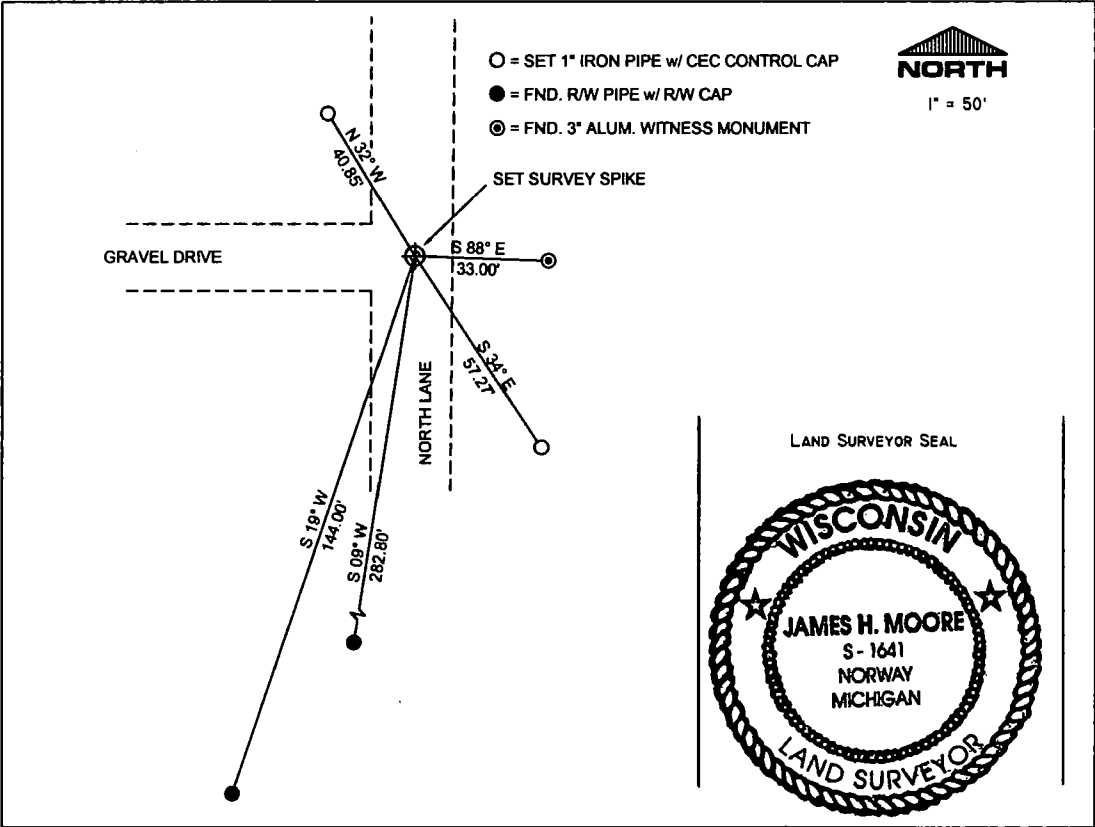 ○ = SET 1" IRON PIPE w/ CEC CONTROL CAP
● = FND. R/W PIPE w/ R/W CAP
◉ = FND. 3" ALUM. WITNESS MONUMENT
NORTH
1" = 50'
SET SURVEY SPIKE
N 32° W
40.85'
GRAVEL DRIVE
S 88° E
33.00'
S 34° E
57.27'
NORTH LANE
S 19° W
144.00'
S 09° W
282.80'
LAND SURVEYOR SEAL
WISCONSIN
JAMES H. MOORE
S - 1641
NORWAY
MICHIGAN
LAND SURVEYOR